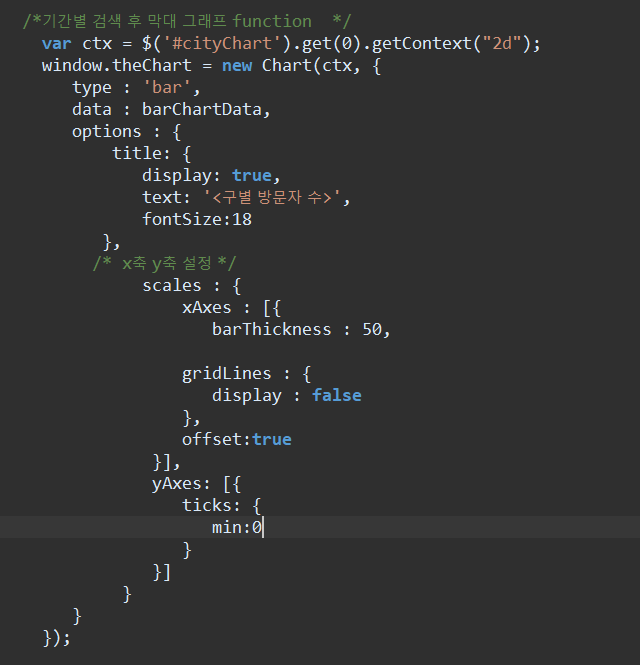 /*기간별 검색 후 막대 그래프 function  */
var ctx = $('#cityChart').get(0).getContext("2d");
window.theChart = new Chart(ctx, {
type : 'bar',
data : barChartData,
options : {
title: {
display: true,
text: '<구별 방문자 수>',
fontSize:18
},
/* x축 y축 설정 */
scales : {
xAxes : [{
barThickness : 50,
gridLines : {
display : false
},
offset:true
}],
yAxes: [{
ticks: {
min:0
}
}]
}
}
});